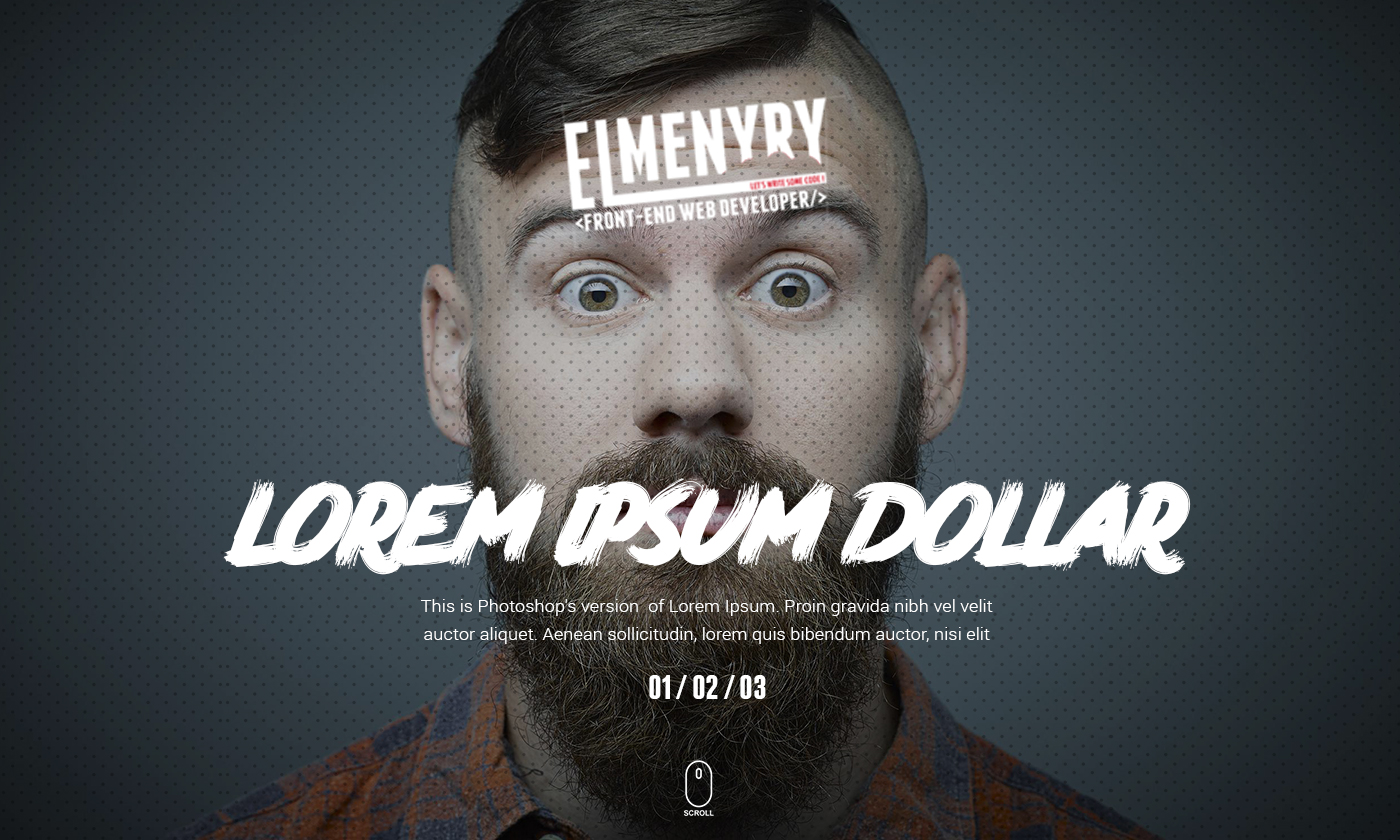 ELMENYRY
LET'S WRITE SOME CODE !
<FRONT-END WEB DEVELOPER/>
LOREM IPSUM DOLLAR
This is Photoshop's version  of Lorem Ipsum. Proin gravida nibh vel velit
auctor aliquet. Aenean sollicitudin, lorem quis bibendum auctor, nisi elit
01 / 02 / 03
SCROLL